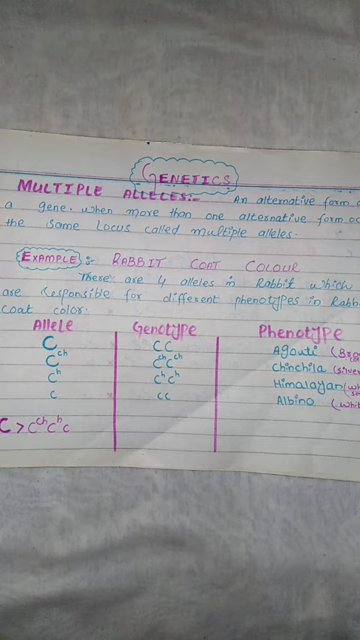 GENETICS
MULTIPLE ALLELES:- An alternative form
a gene. when more than one alternative form
the same Locus called multiple alleles.
EXAMPLE:- RABBIT COAT COLOUR
There are 4 alleles in Rabbit which
are responsible for different phenotypes in Rabb
coat color.
Allele Genotype Phenotype
C CC Agouti
Cch CchCch Chinchila
Ch ChCh Himalayan
c cc Albino
C > CchChc